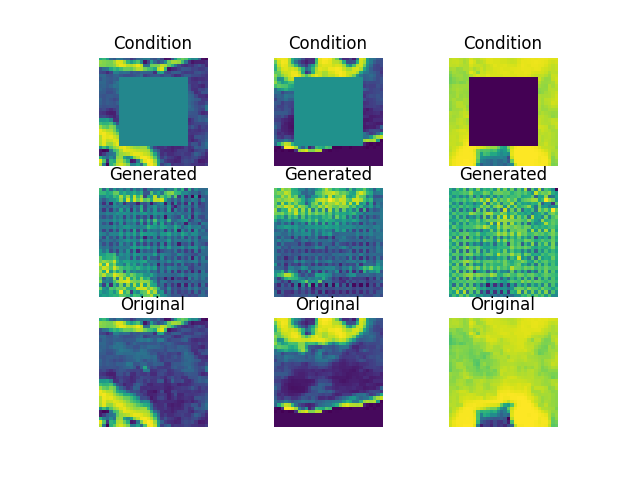 Condition Condition Condition
Generated Generated Generated
Original Original Original